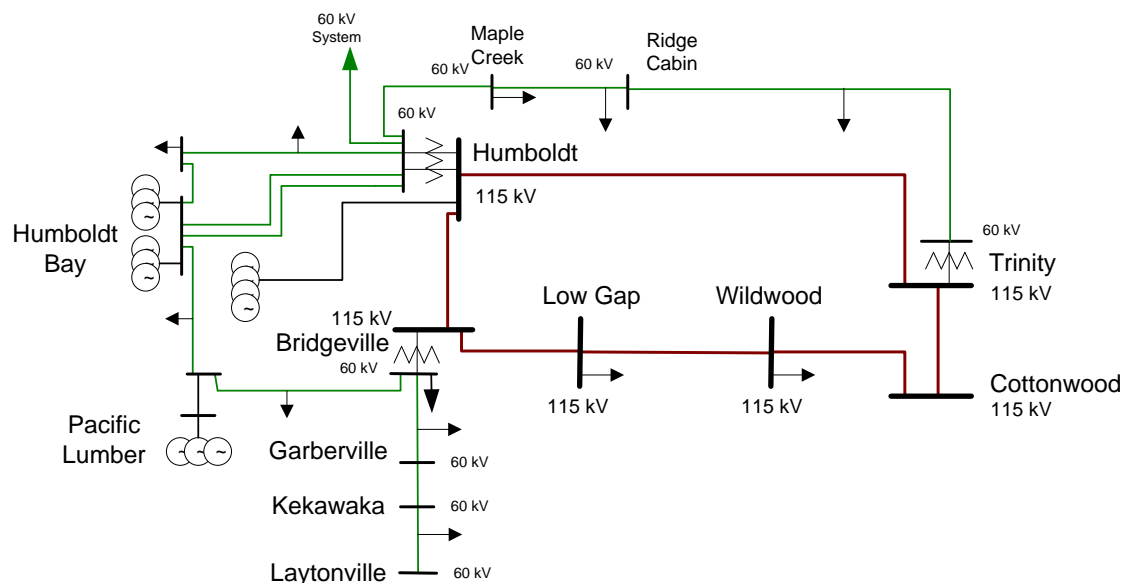 60 kV
System
Maple
Creek
Ridge
Cabin
60 kV
60 kV
60 kV
Humboldt
115 kV
Humboldt
Bay
~
~
~
~
~
~
~
~
~
~
60 kV
Trinity
115 kV
Low Gap
Wildwood
115 kV
Bridgeville
60 kV
115 kV
115 kV
Cottonwood
115 kV
Pacific
Lumber
~ ~ ~
Garberville
60 kV
Kekawaka
60 kV
Laytonville
60 kV